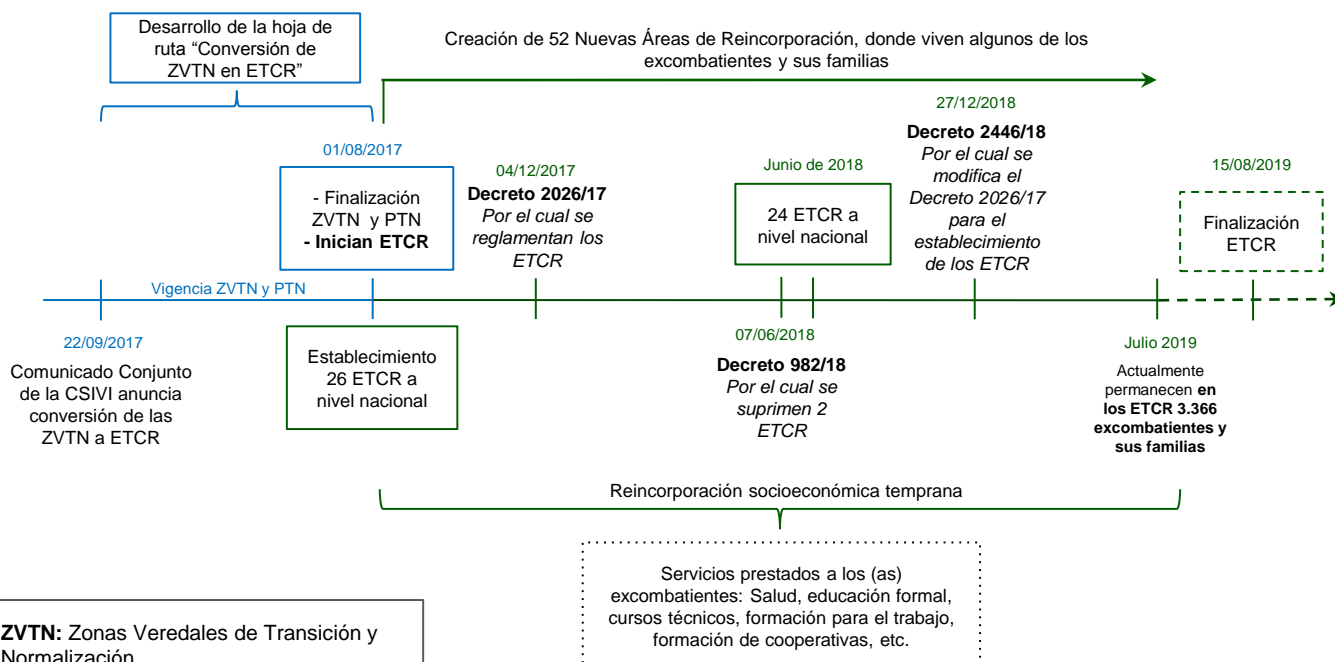 Desarrollo de la hoja de
ruta “Conversión de
ZVTN en ETCR”
Creación de 52 Nuevas Áreas de Reincorporación, donde viven algunos de los
excombatientes y sus familias
01/08/2017
- Finalización
ZVTN y PTN
- Inician ETCR
04/12/2017
Decreto 2026/17
Por el cual se
reglamentan los
ETCR
Junio de 2018
24 ETCR a
nivel nacional
27/12/2018
Decreto 2446/18
Por el cual se
modifica el
Decreto 2026/17
para el
establecimiento
de los ETCR
15/08/2019
Finalización
ETCR
Vigencia ZVTN y PTN
22/09/2017
Comunicado Conjunto
de la CSIVI anuncia
conversión de las
ZVTN a ETCR
Establecimiento
26 ETCR a
nivel nacional
07/06/2018
Decreto 982/18
Por el cual se
suprimen 2
ETCR
Julio 2019
Actualmente
permanecen en
los ETCR 3.366
excombatientes y
sus familias
Reincorporación socioeconómica temprana
Servicios prestados a los (as)
excombatientes: Salud, educación formal,
cursos técnicos, formación para el trabajo,
formación de cooperativas, etc.
ZVTN: Zonas Veredales de Transición y
Normalización